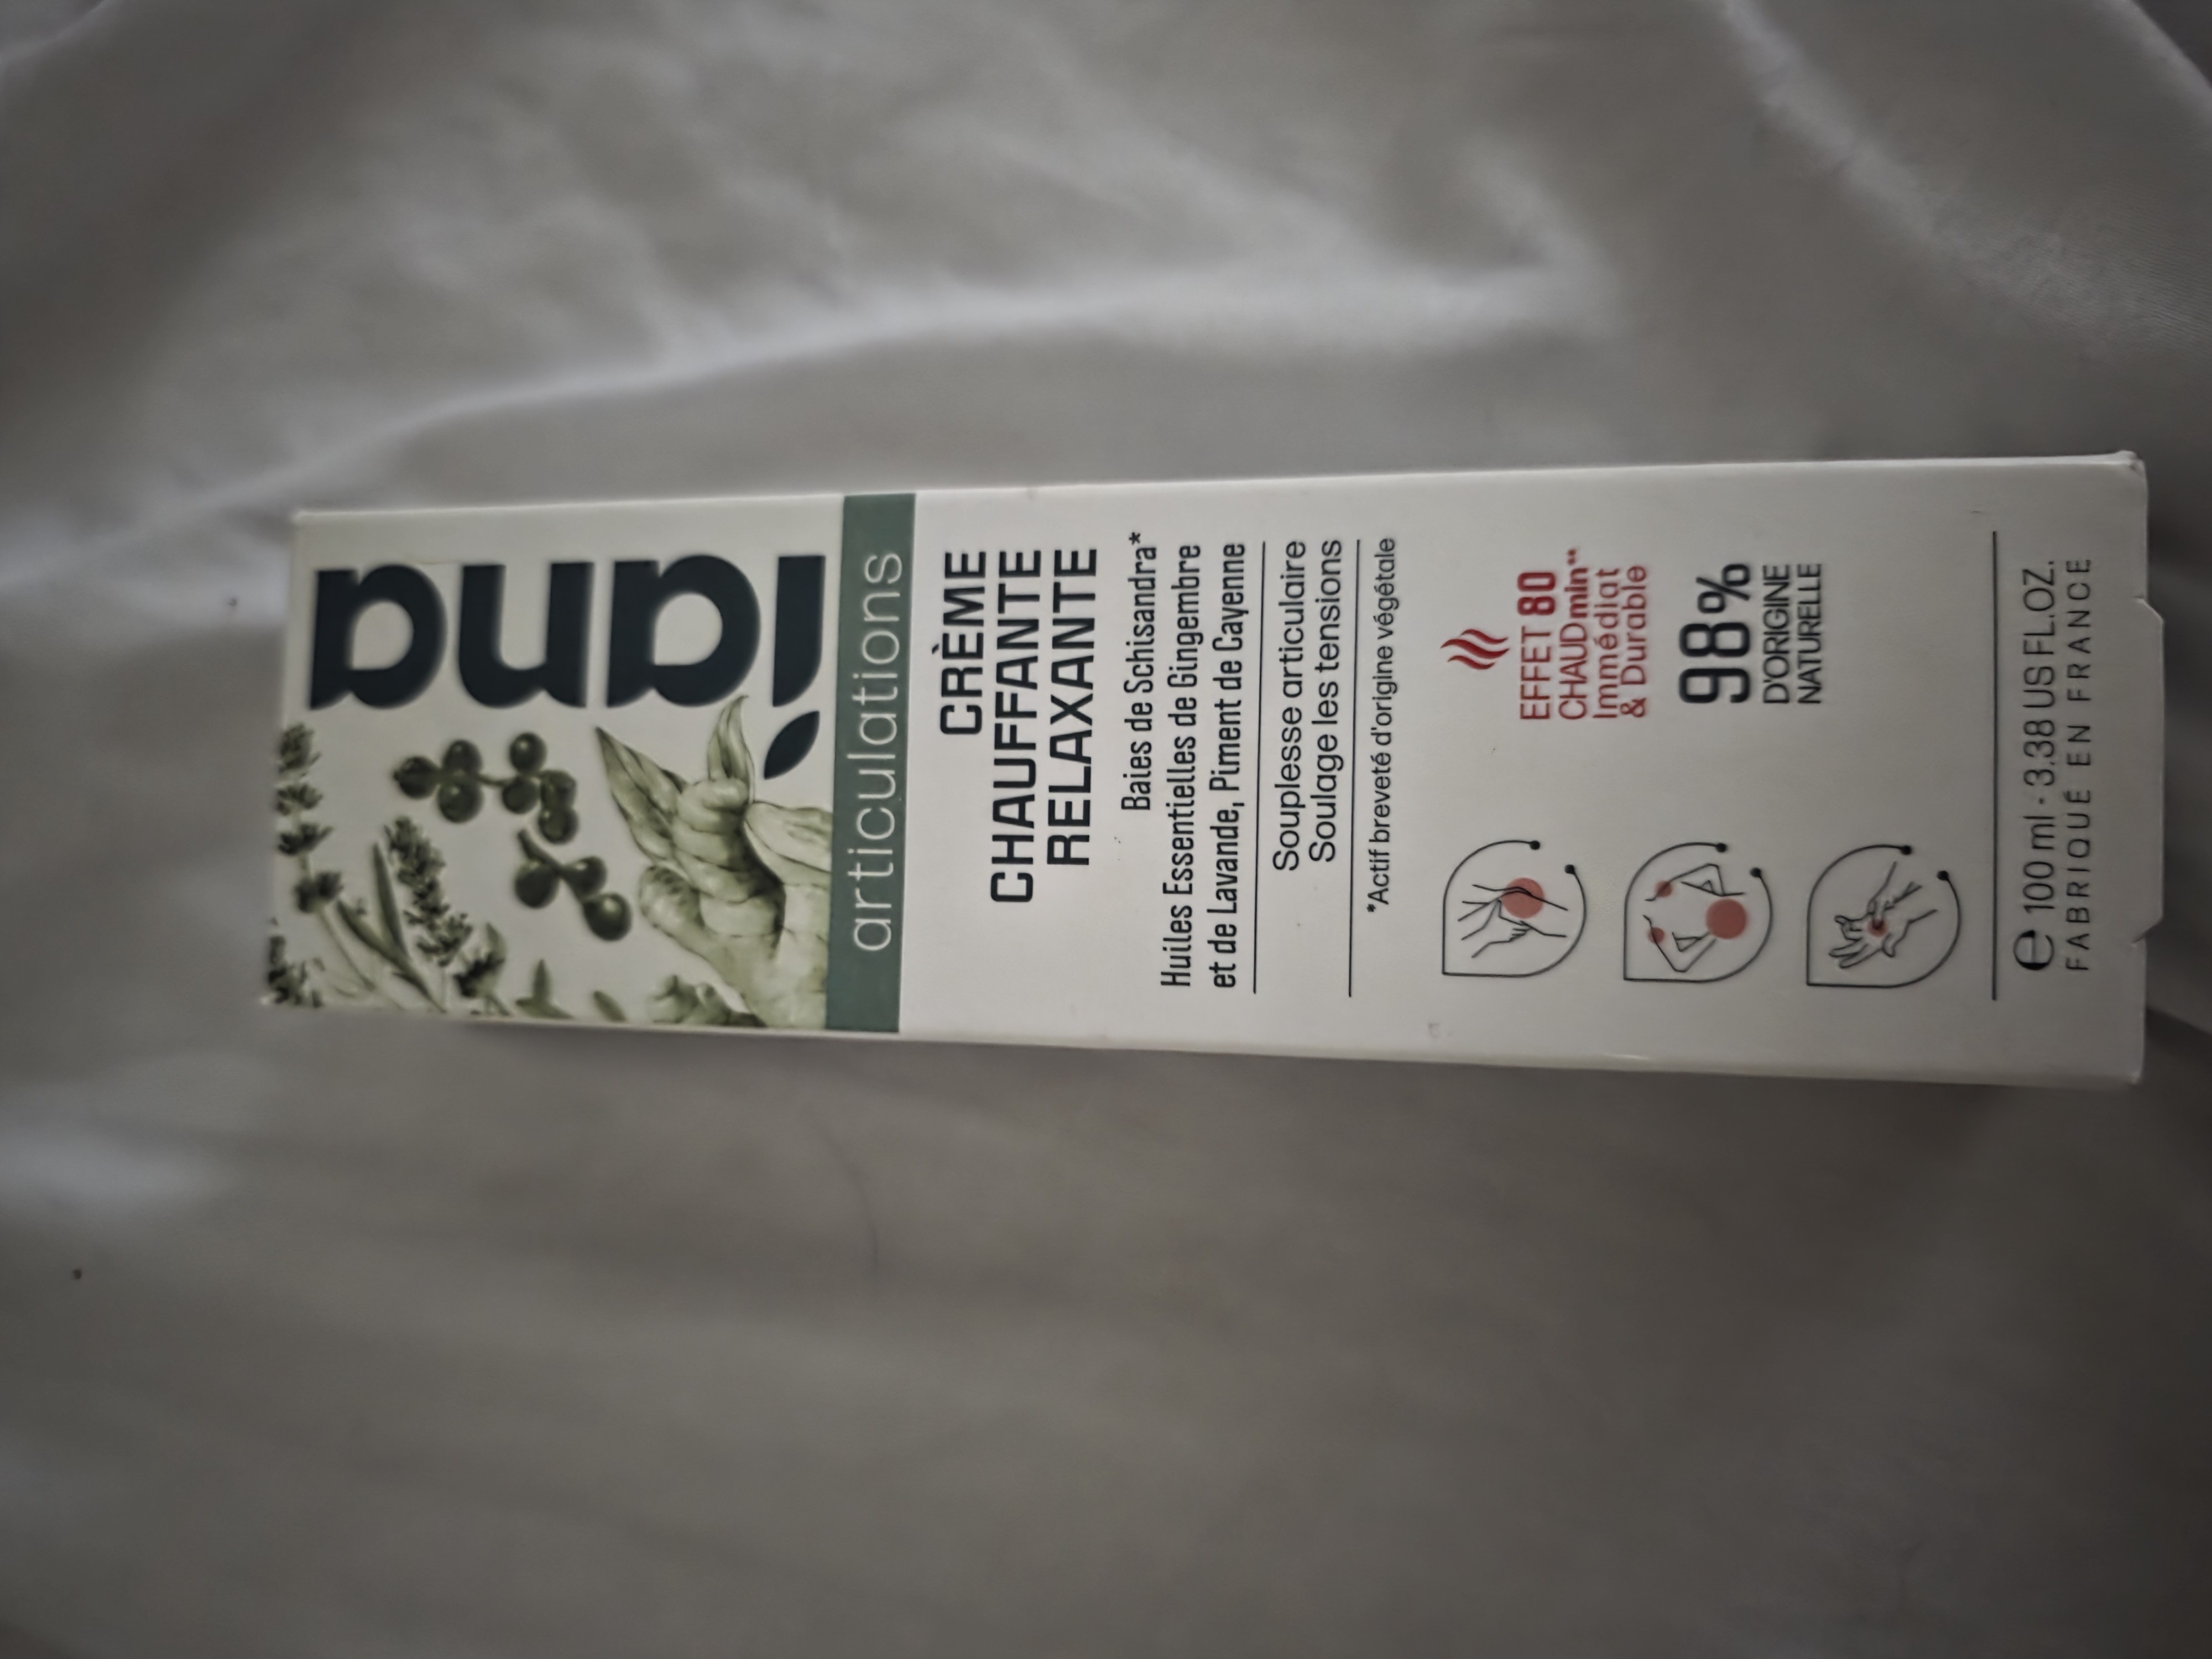 iana
articulations
CRÈME
CHAUFFANTE
RELAXANTE
Baies de Schisandra*
Huiles Essentielles de Gingembre
et de Lavande, Piment de Cayenne
Souplesse articulaire
Soulage les tensions
*Actif breveté d'origine végétale
EFFET 80
CHAUD min**
Immédiat
& Durable
98%
D'ORIGINE
NATURELLE
e 100 ml - 3.38 US FL.OZ.
FABRIQUÉ EN FRANCE